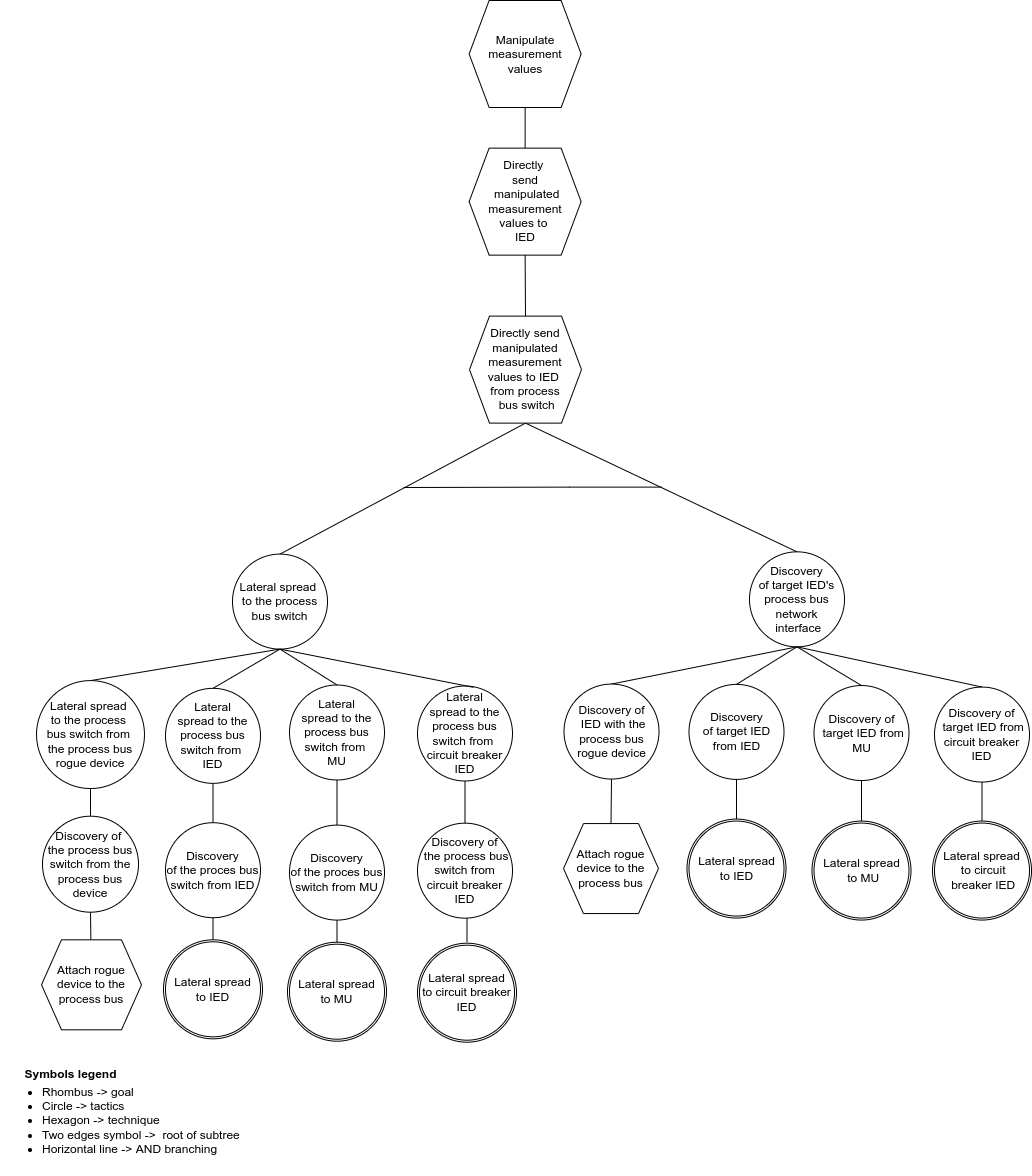 Manipulate
measurement
values
Directly
send
manipulated
measurement
values to
IED
Directly send
manipulated
measurement
values to IED
from process
bus switch
Lateral spread
to the process
bus switch
Discovery
of target IED's
process bus
network
interface
Lateral spread
to the process
bus switch from
the process bus
rogue device
Lateral
spread to the
process bus
switch from
IED
Lateral
spread to the
process bus
switch from
MU
Lateral
spread to the
process bus
switch from
circuit breaker
IED
Discovery of
IED with the
process bus
rogue device
Discovery
of target IED
from IED
Discovery of
target IED from
MU
Discovery of
target IED from
circuit breaker
IED
Discovery of
the process bus
switch from the
process bus
device
Discovery
of the proces bus
switch from IED
Discovery
of the proces bus
switch from MU
Discovery of
the process bus
switch from
circuit breaker
IED
Attach rogue
device to the
process bus
Lateral spread
to IED
Lateral spread
to MU
Lateral spread
to circuit
breaker IED
Attach rogue
device to the
process bus
Lateral spread
to IED
Lateral spread
to MU
Lateral spread
to circuit breaker
IED
Symbols legend
• Rhombus -> goal
• Circle -> tactics
• Hexagon -> technique
• Two edges symbol -> root of subtree
• Horizontal line -> AND branching